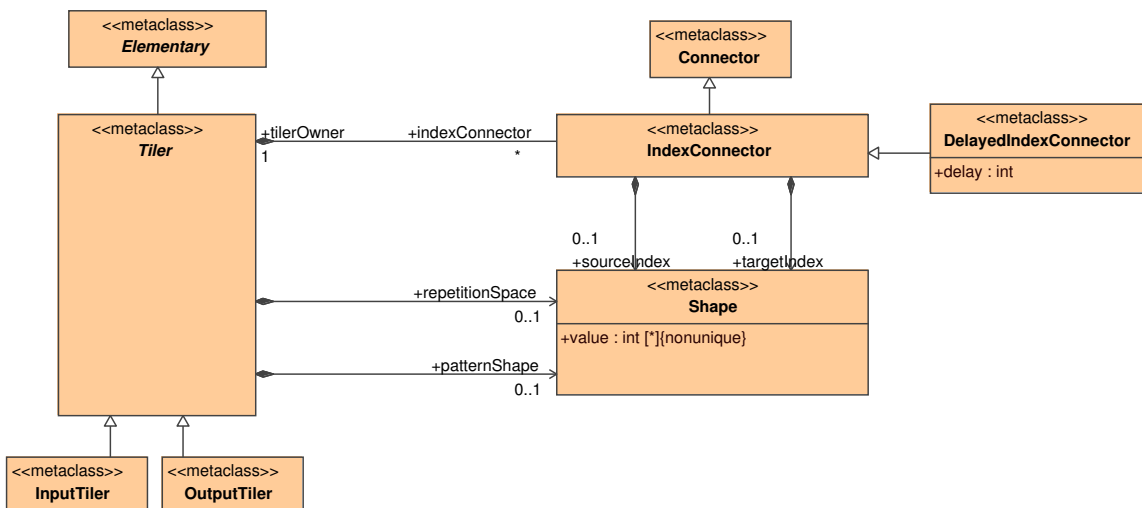 <<metaclass>>
Elementary
<<metaclass>>
Connector
<<metaclass>>
Tiler
+tilerOwner
1
+indexConnector
*
<<metaclass>>
IndexConnector
<<metaclass>>
DelayedIndexConnector
+delay : int
0..1
+sourceIndex
0..1
+targetIndex
+repetitionSpace
0..1
<<metaclass>>
Shape
+value : int [*]{nonunique}
+patternShape
0..1
<<metaclass>>
InputTiler
<<metaclass>>
OutputTiler